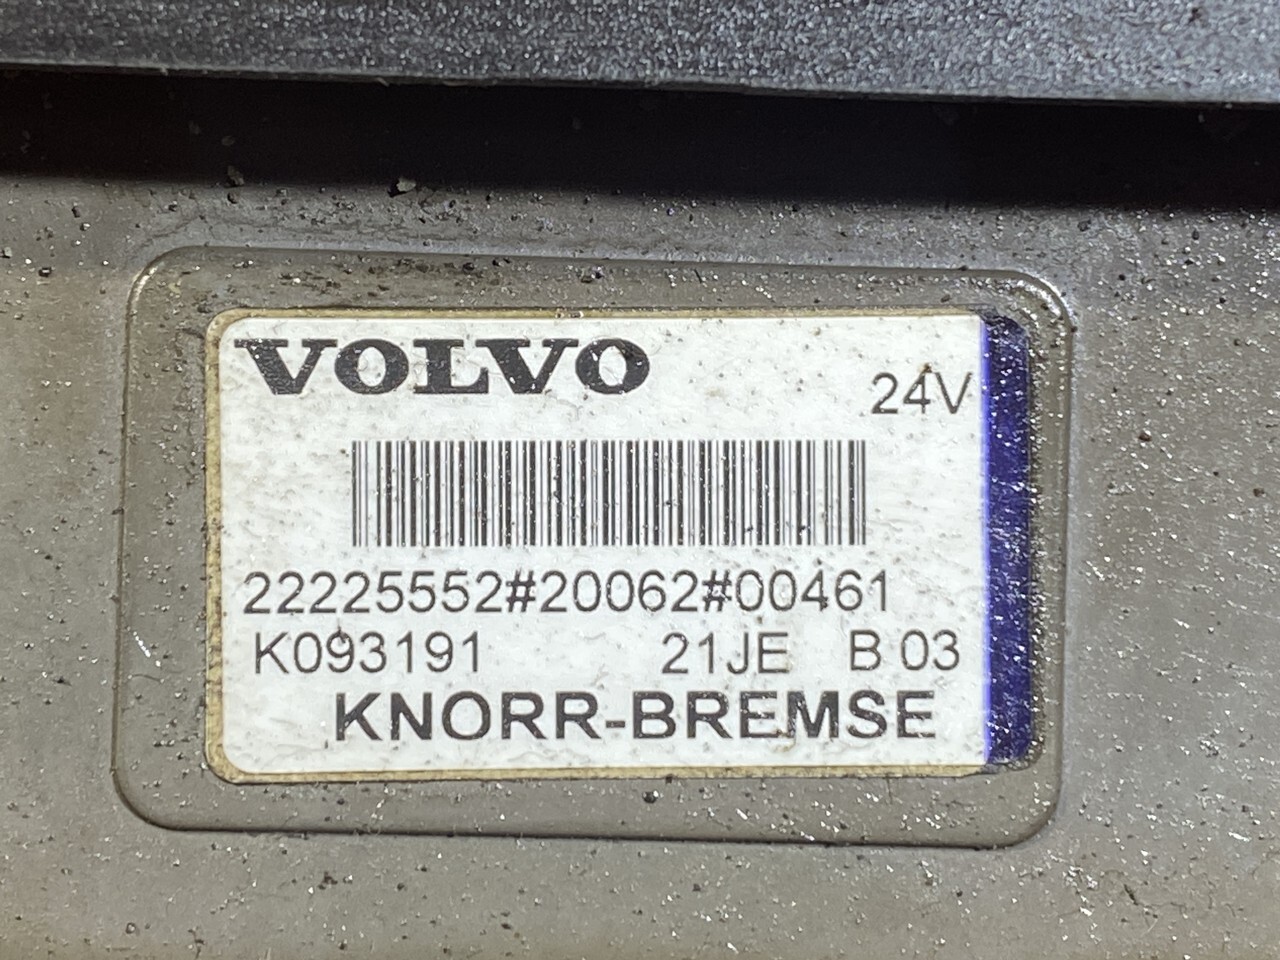 VOLVO
24V
22225552#20062#00461
K093191 21JE B 03
KNORR-BREMSE